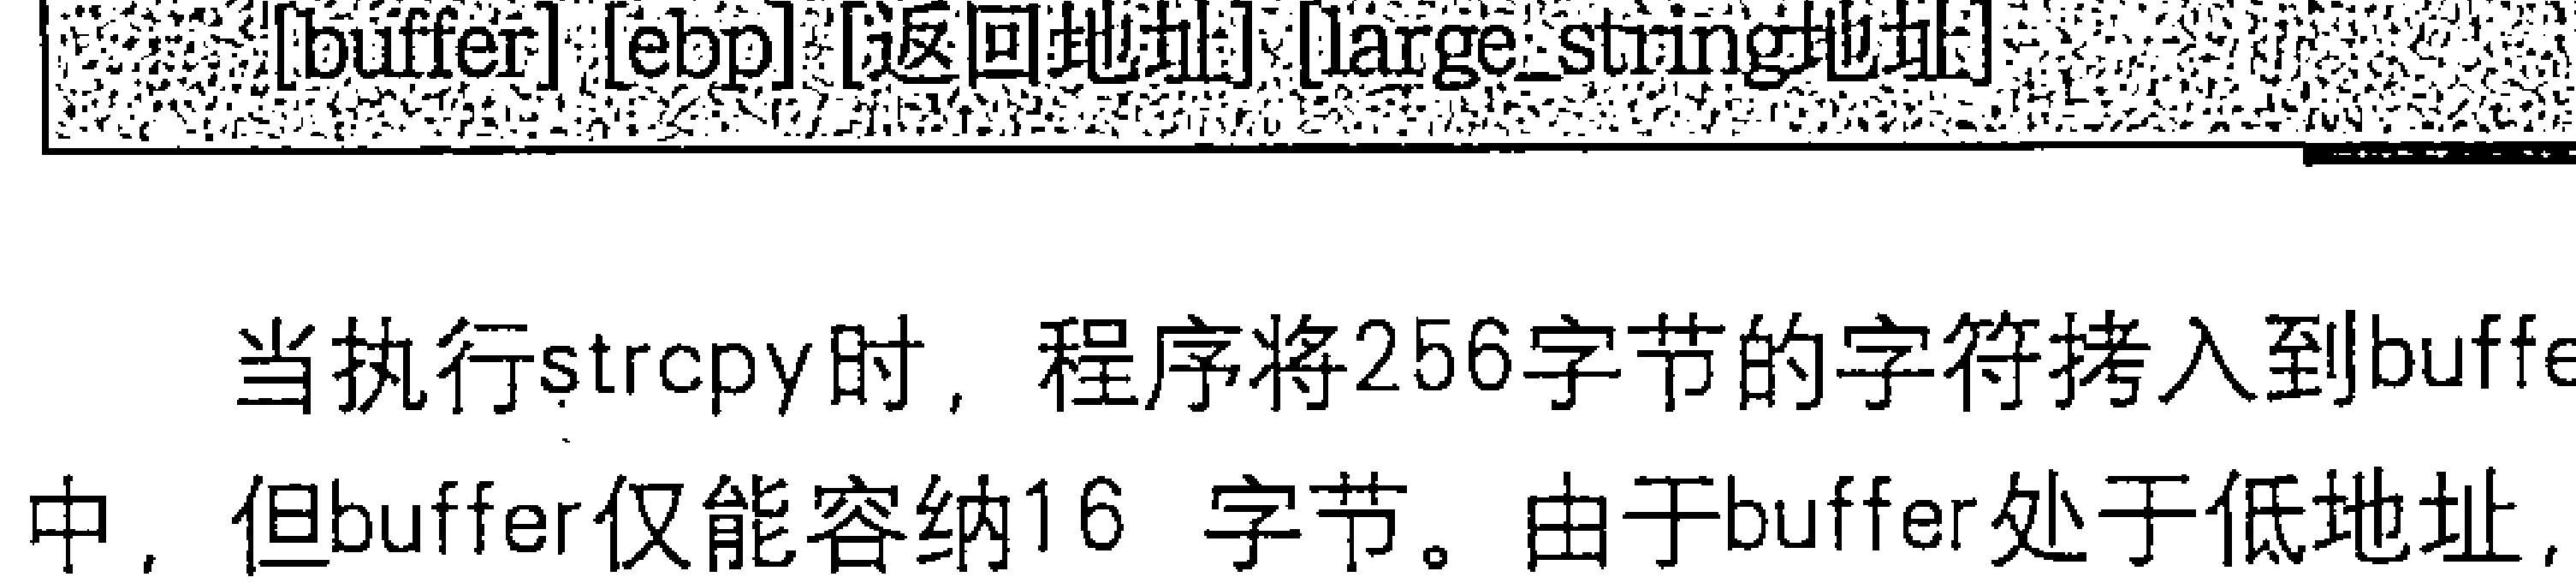 [buffer] [ebp] [返回地址] [large_string地址]
当执行strcpy时，程序将256字节的字符拷入到buffe
中，但buffer仅能容纳16 字节。由于buffer处于低地址，